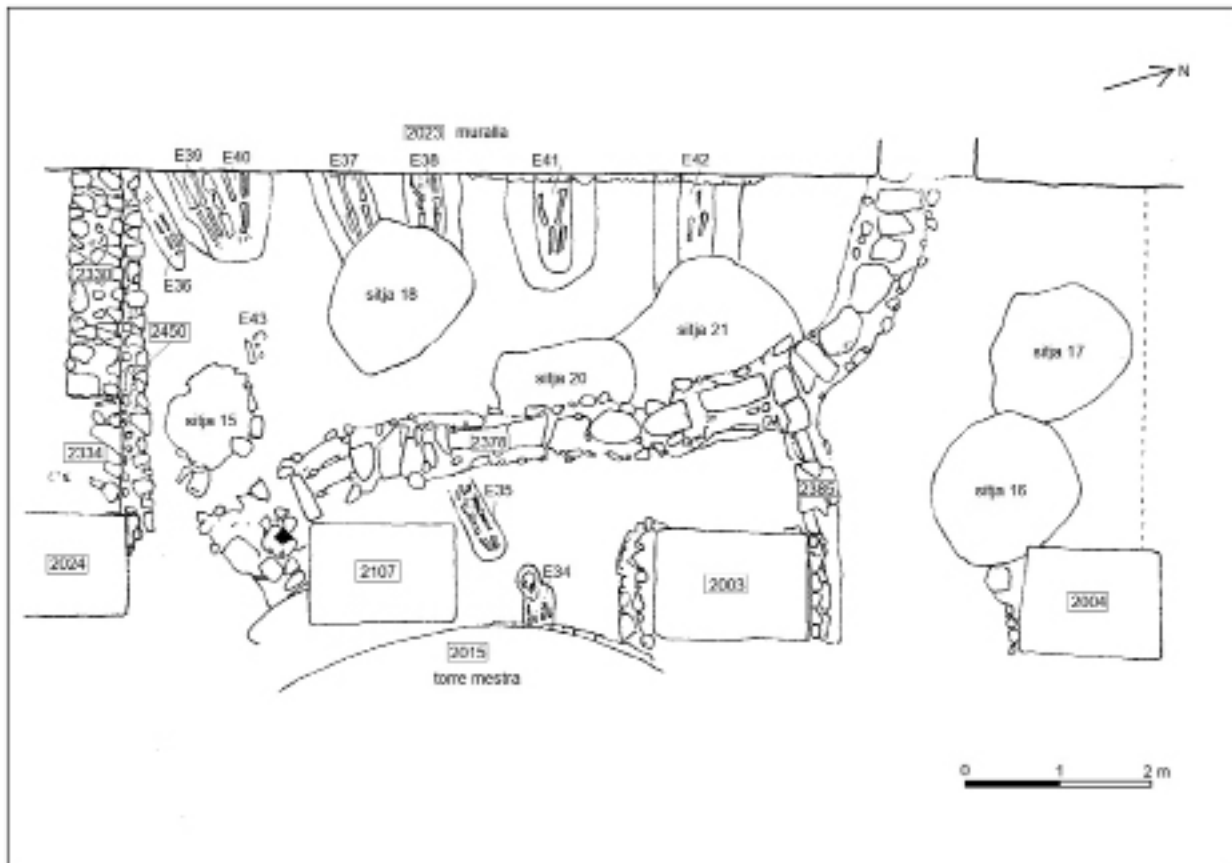 N
2023 muralla
E39 E40 E37 E38 E41 E42
2330
E36
sitja 18
2450
E43
sitja 21
sitja 17
sitja 20
sitja 15
2334
2378
E35
2385
sitja 16
2024
2107
E34
2003
2004
2015
torre mestra
0 1 2 m